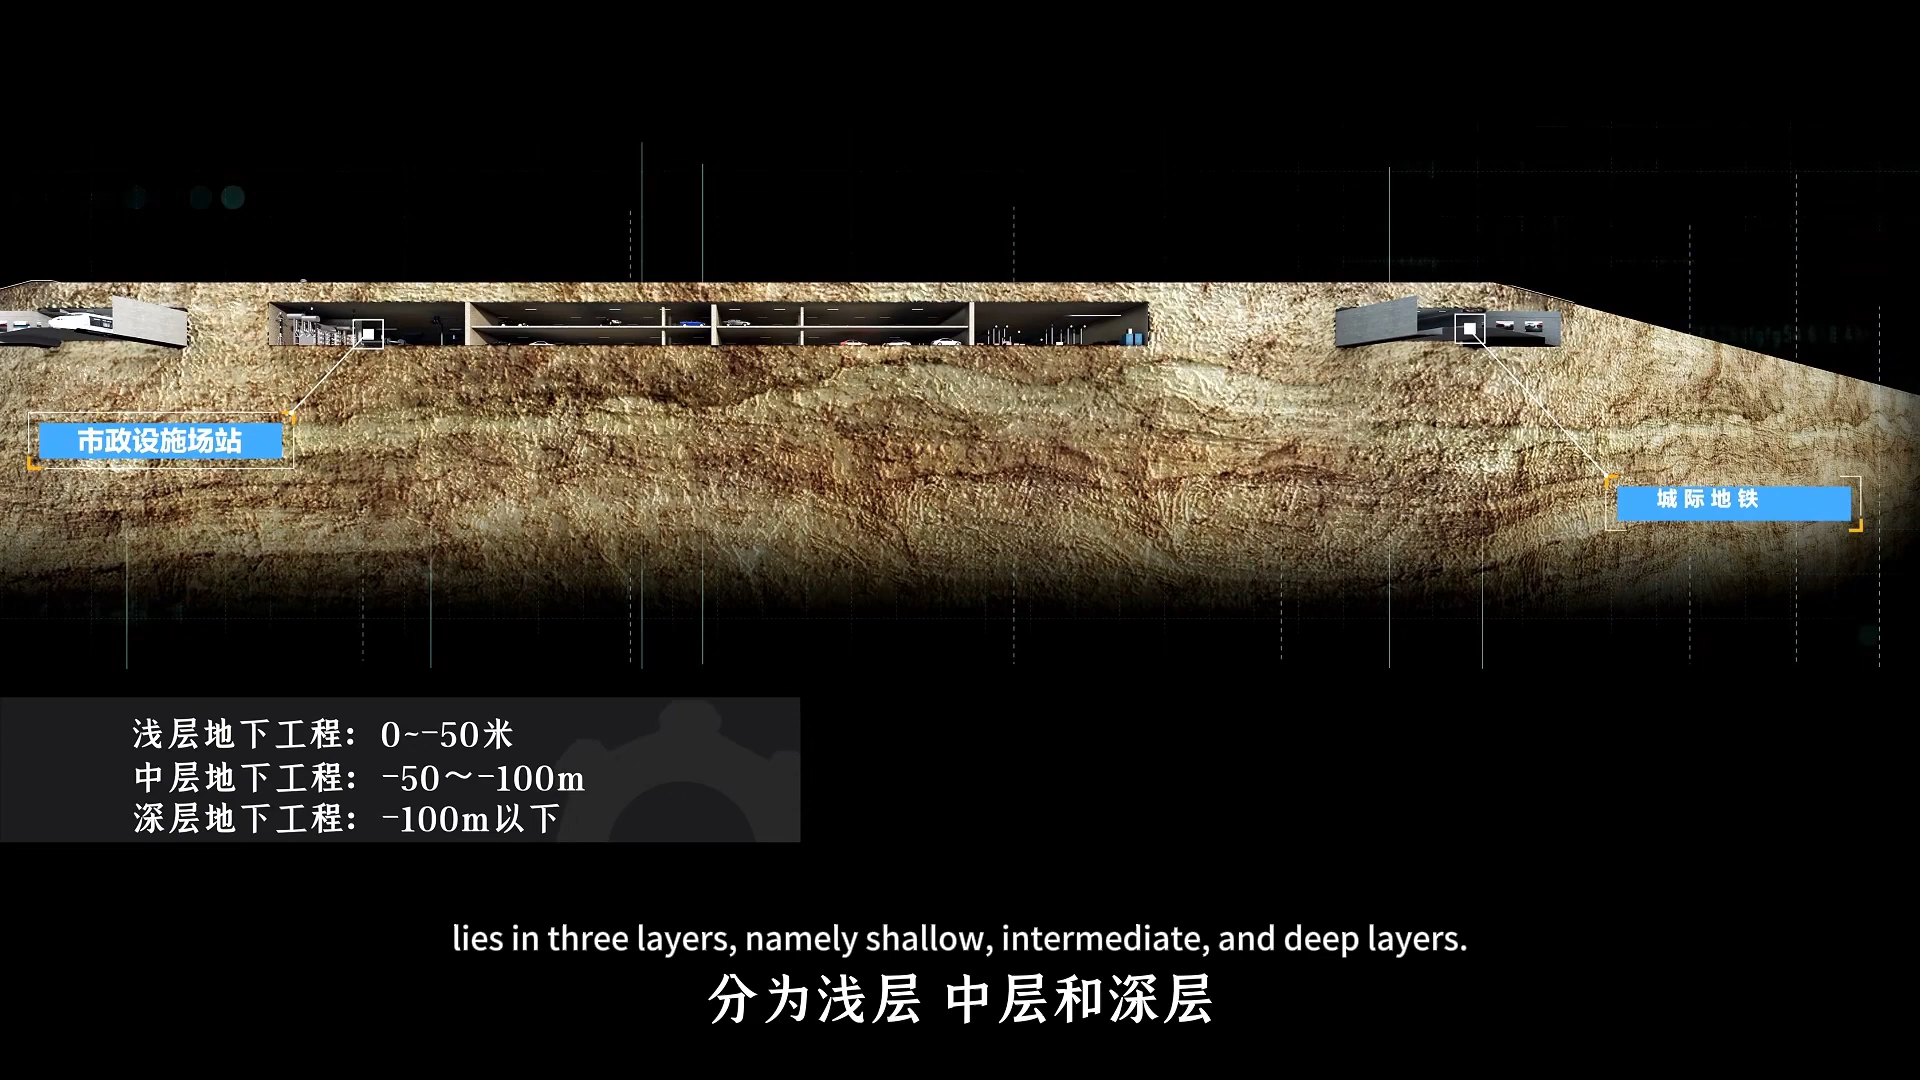 市政设施场站
城际地铁
浅层地下工程：0~-50米
中层地下工程：-50～-100m
深层地下工程：-100m以下
lies in three layers, namely shallow, intermediate, and deep layers.
分为浅层 中层和深层